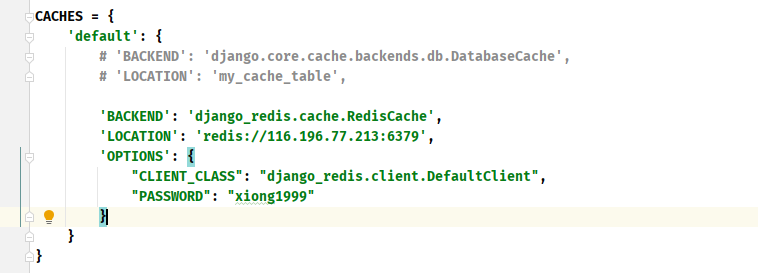 CACHES = {
    'default': {
        # 'BACKEND': 'django.core.cache.backends.db.DatabaseCache',
        # 'LOCATION': 'my_cache_table',
        'BACKEND': 'django_redis.cache.RedisCache',
        'LOCATION': 'redis://116.196.77.213:6379',
        'OPTIONS': {
            "CLIENT_CLASS": "django_redis.client.DefaultClient",
            "PASSWORD": "xiong1999"
        }
    }
}